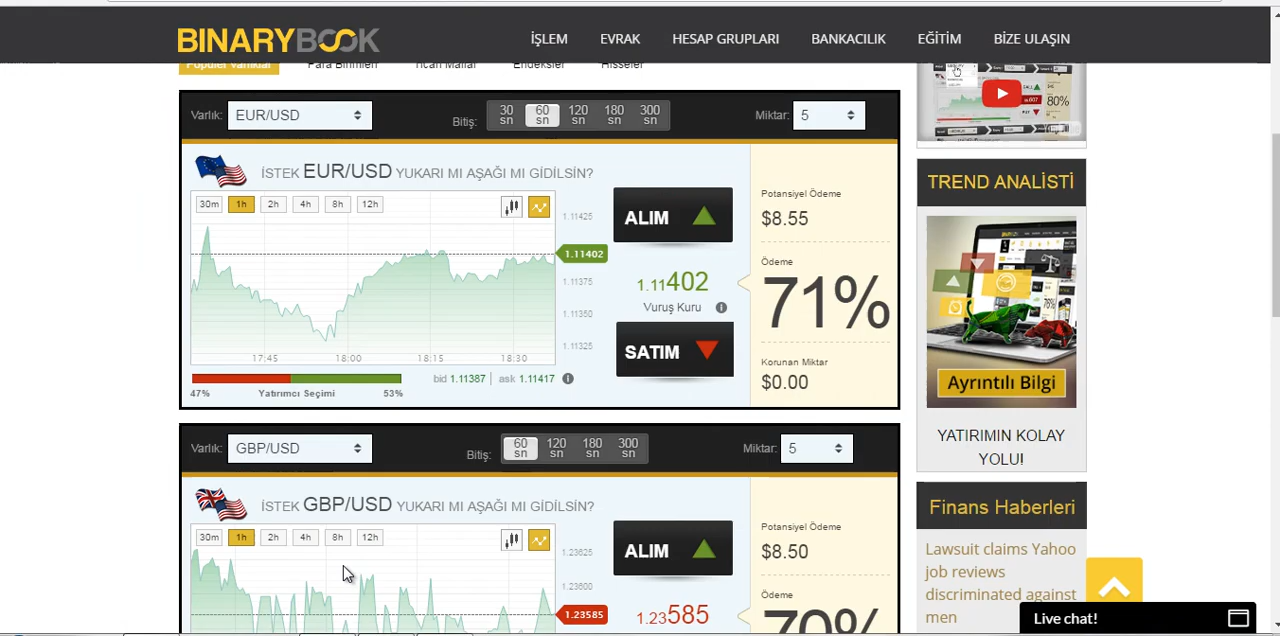 BINARYBOOK
İŞLEM EVRAK HESAP GRUPLARI BANKACILIK EĞİTİM BİZE ULAŞIN
Popüler Varlıklar Para Birimleri Ticari Mallar Endeksler Hisseler
Varlık: EUR/USD Bitiş: 30 sn 60 sn 120 sn 180 sn 300 sn Miktar: 5
İSTEK EUR/USD YUKARI MI AŞAĞI MI GİDİLSİN?
30m 1h 2h 4h 8h 12h
1.11425
1.11402
1.11375
1.11350
1.11325
17:45 18:00 18:15 18:30
47% Yatırımcı Seçimi 53%
bid 1.11387 ask 1.11417
ALIM
1.11402
Vuruş Kuru
SATIM
Potansiyel Ödeme
$8.55
Ödeme
71%
Korunan Miktar
$0.00
Varlık: GBP/USD Bitiş: 60 sn 120 sn 180 sn 300 sn Miktar: 5
İSTEK GBP/USD YUKARI MI AŞAĞI MI GİDİLSİN?
30m 1h 2h 4h 8h 12h
1.23625
1.23600
1.23585
ALIM
1.23585
Potansiyel Ödeme
$8.50
Ödeme
70%
80%
TREND ANALİSTİ
Ayrıntılı Bilgi
YATIRIMIN KOLAY
YOLU!
Finans Haberleri
Lawsuit claims Yahoo
job reviews
discriminated against
men
Live chat!